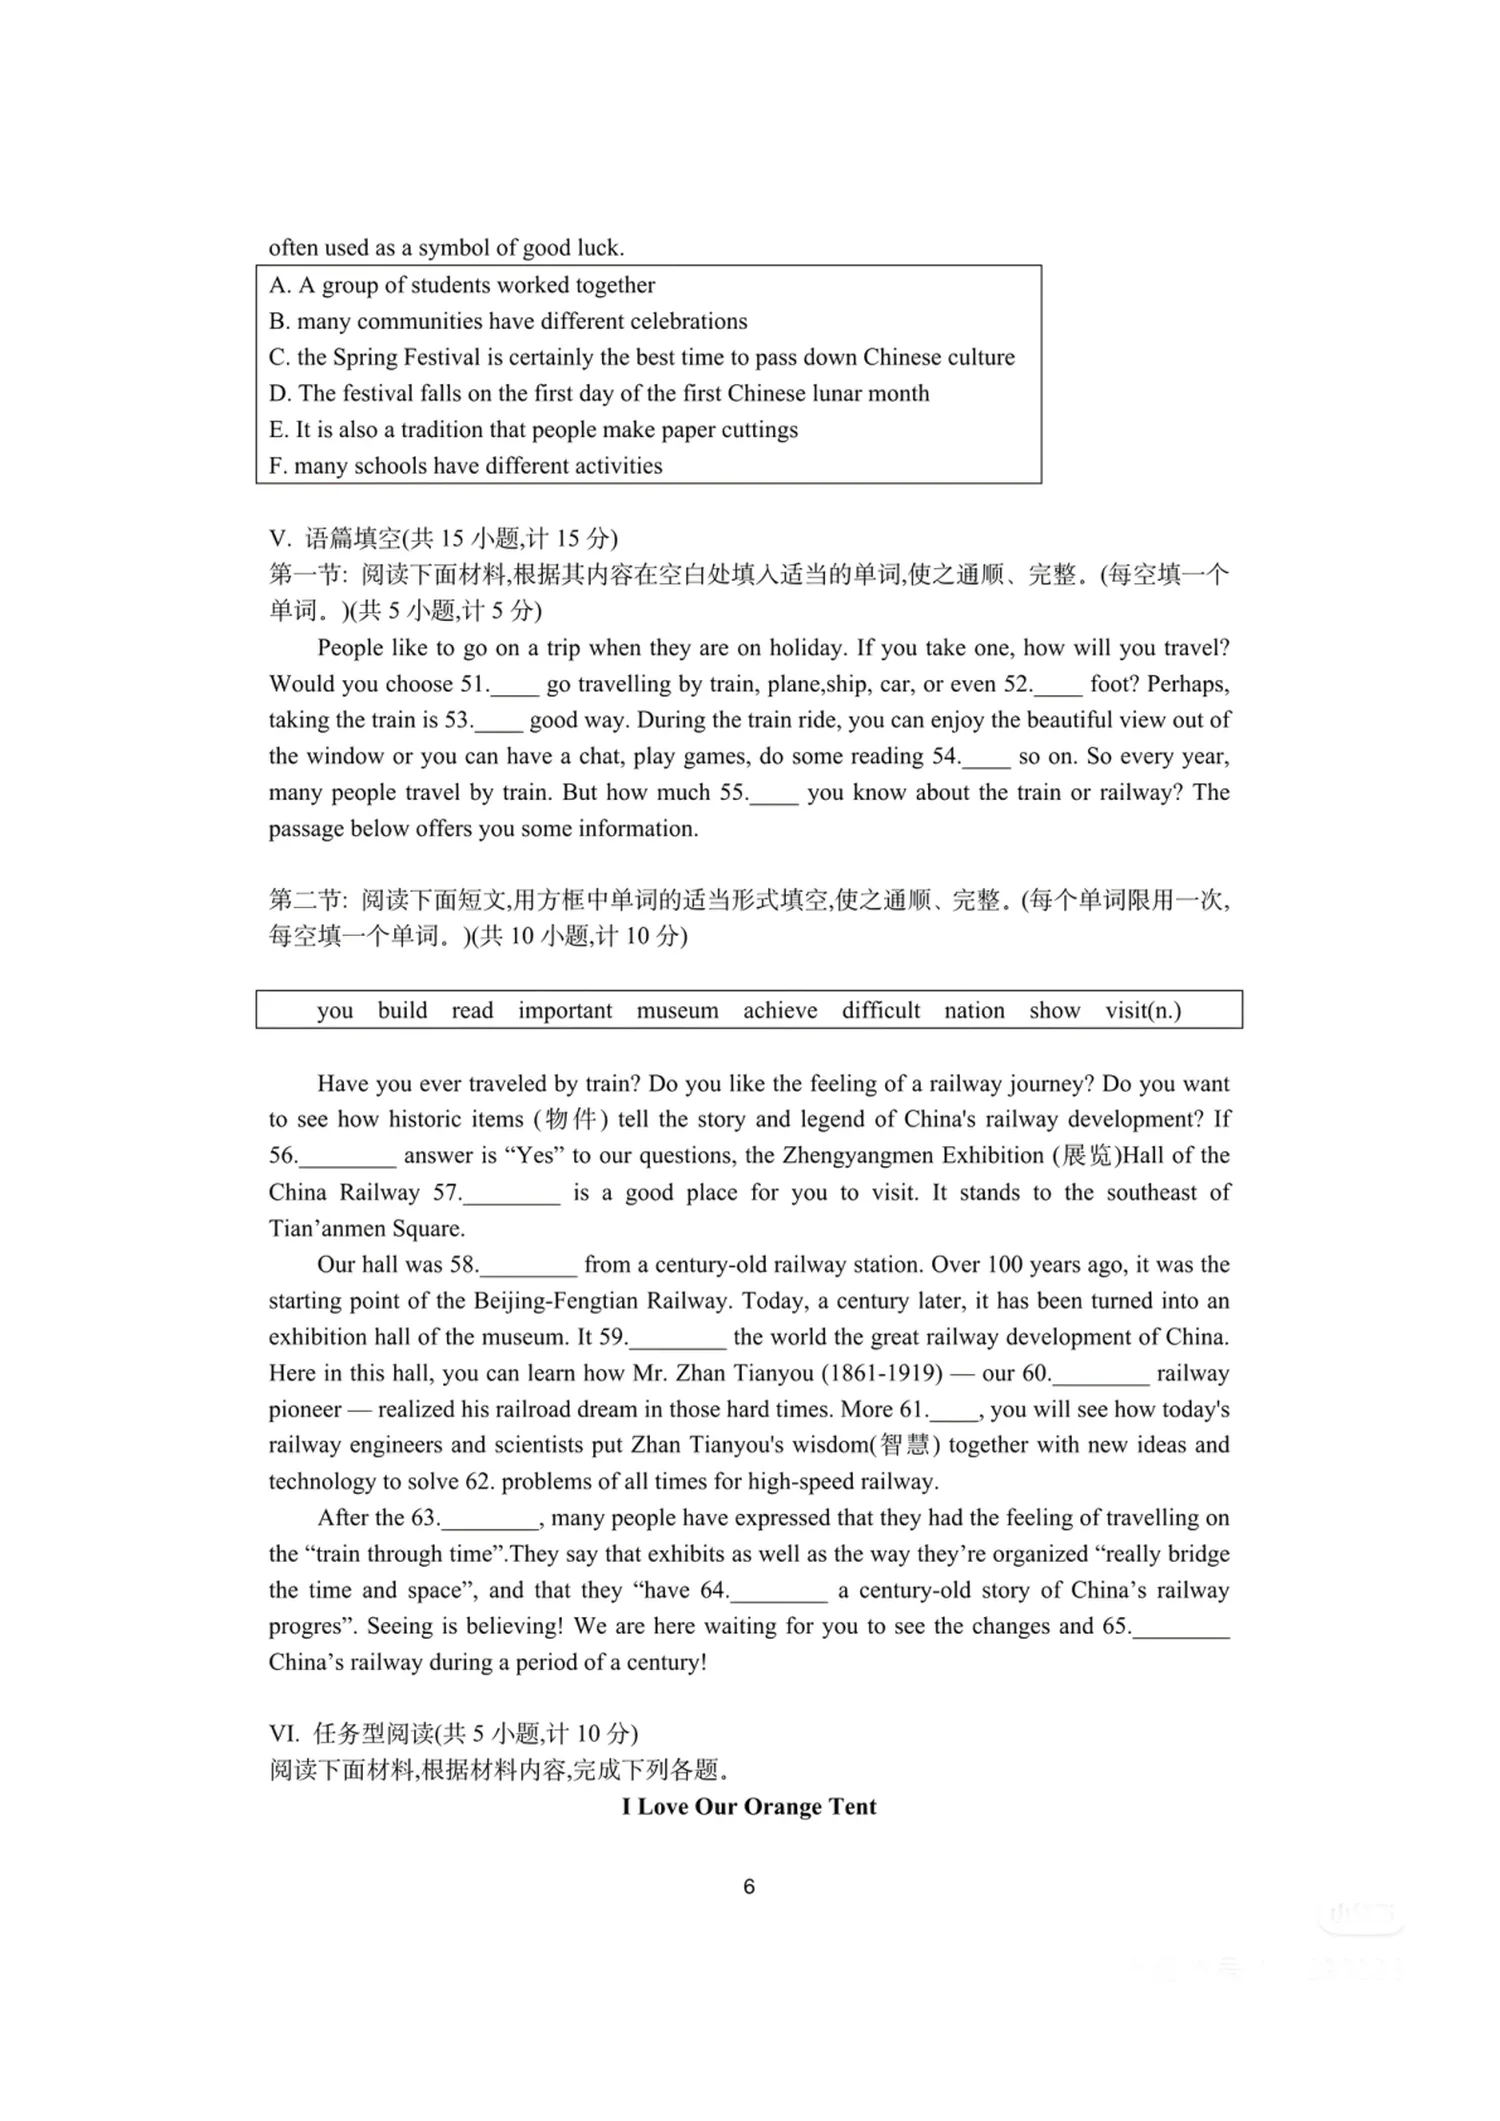 often used as a symbol of good luck.
A. A group of students worked together
B. many communities have different celebrations
C. the Spring Festival is certainly the best time to pass down Chinese culture
D. The festival falls on the first day of the first Chinese lunar month
E. It is also a tradition that people make paper cuttings
F. many schools have different activities
V. 语篇填空(共 15 小题,计 15 分)
第一节: 阅读下面材料,根据其内容在空白处填入适当的单词,使之通顺、完整。(每空填一个
单词。)(共 5 小题,计 5 分)
People like to go on a trip when they are on holiday. If you take one, how will you travel?
Would you choose 51.____ go travelling by train, plane,ship, car, or even 52.____ foot? Perhaps,
taking the train is 53.____ good way. During the train ride, you can enjoy the beautiful view out of
the window or you can have a chat, play games, do some reading 54.____ so on. So every year,
many people travel by train. But how much 55.____ you know about the train or railway? The
passage below offers you some information.
第二节: 阅读下面短文,用方框中单词的适当形式填空,使之通顺、完整。(每个单词限用一次,
每空填一个单词。)(共 10 小题,计 10 分)
you build read important museum achieve difficult nation show visit(n.)
Have you ever traveled by train? Do you like the feeling of a railway journey? Do you want
to see how historic items (物件) tell the story and legend of China's railway development? If
56.________ answer is “Yes” to our questions, the Zhengyangmen Exhibition (展览)Hall of the
China Railway 57.________ is a good place for you to visit. It stands to the southeast of
Tian’anmen Square.
Our hall was 58.________ from a century-old railway station. Over 100 years ago, it was the
starting point of the Beijing-Fengtian Railway. Today, a century later, it has been turned into an
exhibition hall of the museum. It 59.________ the world the great railway development of China.
Here in this hall, you can learn how Mr. Zhan Tianyou (1861-1919) — our 60.________ railway
pioneer — realized his railroad dream in those hard times. More 61.____, you will see how today's
railway engineers and scientists put Zhan Tianyou's wisdom(智慧) together with new ideas and
technology to solve 62. problems of all times for high-speed railway.
After the 63.________, many people have expressed that they had the feeling of travelling on
the “train through time”.They say that exhibits as well as the way they’re organized “really bridge
the time and space”, and that they “have 64.________ a century-old story of China’s railway
progres”. Seeing is believing! We are here waiting for you to see the changes and 65.________
China’s railway during a period of a century!
VI. 任务型阅读(共 5 小题,计 10 分)
阅读下面材料,根据材料内容,完成下列各题。
I Love Our Orange Tent
6